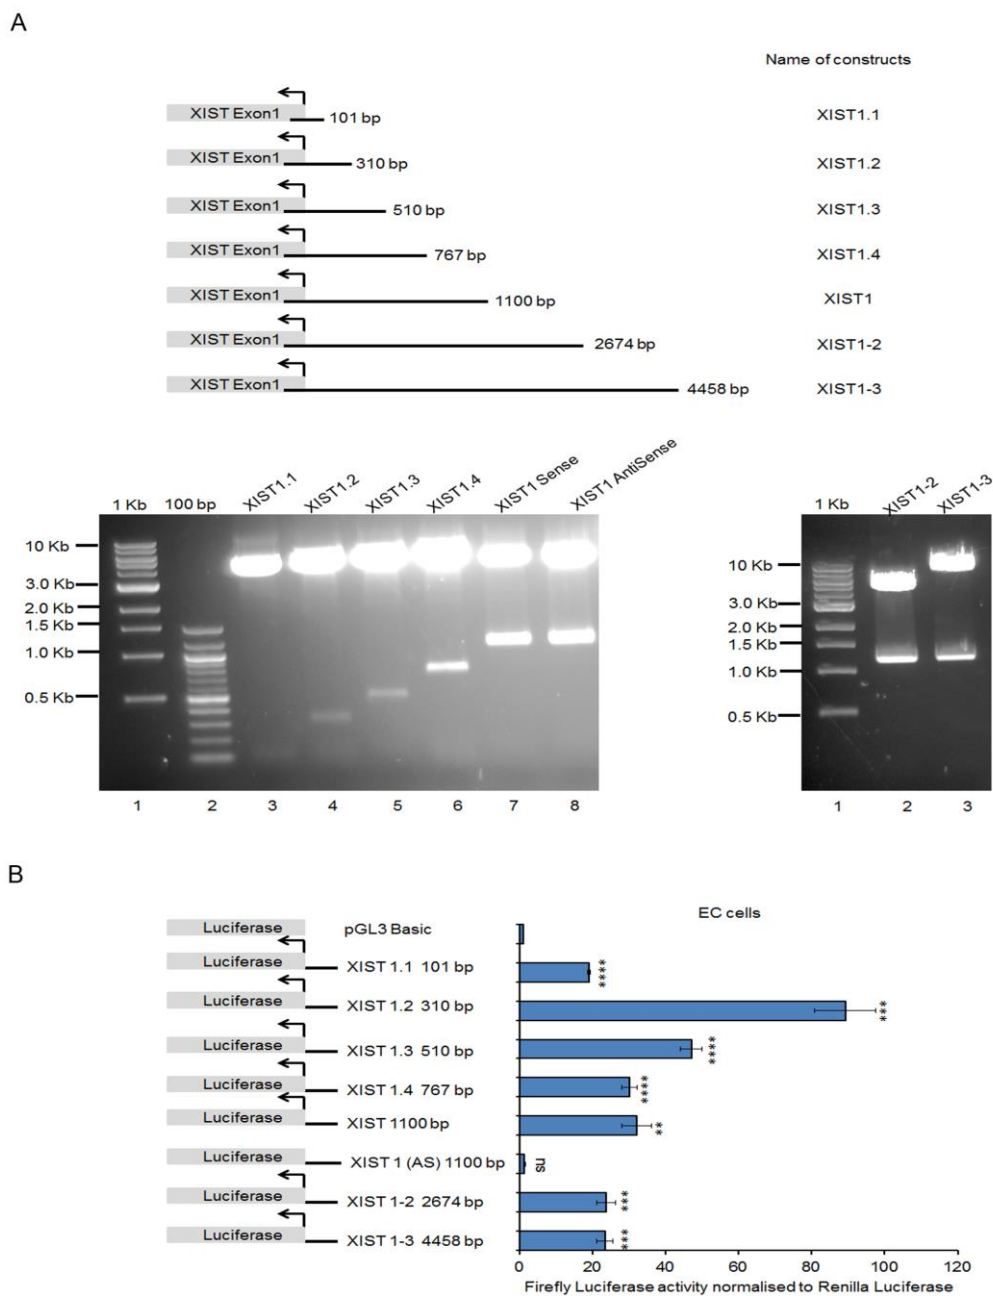 A
Name of constructs
XIST Exon1 101 bp XIST1.1
XIST Exon1 310 bp XIST1.2
XIST Exon1 510 bp XIST1.3
XIST Exon1 767 bp XIST1.4
XIST Exon1 1100 bp XIST1
XIST Exon1 2674 bp XIST1-2
XIST Exon1 4458 bp XIST1-3
1 Kb 100 bp XIST1.1 XIST1.2 XIST1.3 XIST1.4 XIST1 Sense XIST1 AntiSense
10 Kb
3.0 Kb
2.0 Kb
1.5 Kb
1.0 Kb
0.5 Kb
1 2 3 4 5 6 7 8
1 Kb XIST1-2 XIST1-3
10 Kb
3.0 Kb
2.0 Kb
1.5 Kb
1.0 Kb
0.5 Kb
1 2 3
B
EC cells
Luciferase pGL3 Basic
Luciferase XIST 1.1 101 bp ****
Luciferase XIST 1.2 310 bp ***
Luciferase XIST 1.3 510 bp ****
Luciferase XIST 1.4 767 bp ****
Luciferase XIST 1100 bp **
Luciferase XIST 1 (AS) 1100 bp ns
Luciferase XIST 1-2 2674 bp ***
Luciferase XIST 1-3 4458 bp ***
0 20 40 60 80 100 120
Firefly Luciferase activity normalised to Renilla Luciferase